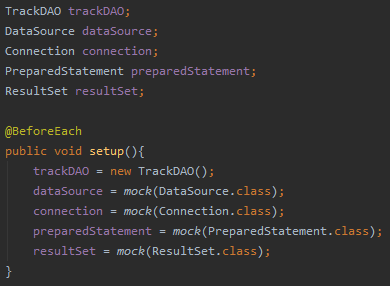 TrackDAO trackDAO;
DataSource dataSource;
Connection connection;
PreparedStatement preparedStatement;
ResultSet resultSet;

@BeforeEach
public void setup(){
    trackDAO = new TrackDAO();
    dataSource = mock(DataSource.class);
    connection = mock(Connection.class);
    preparedStatement = mock(PreparedStatement.class);
    resultSet = mock(ResultSet.class);
}